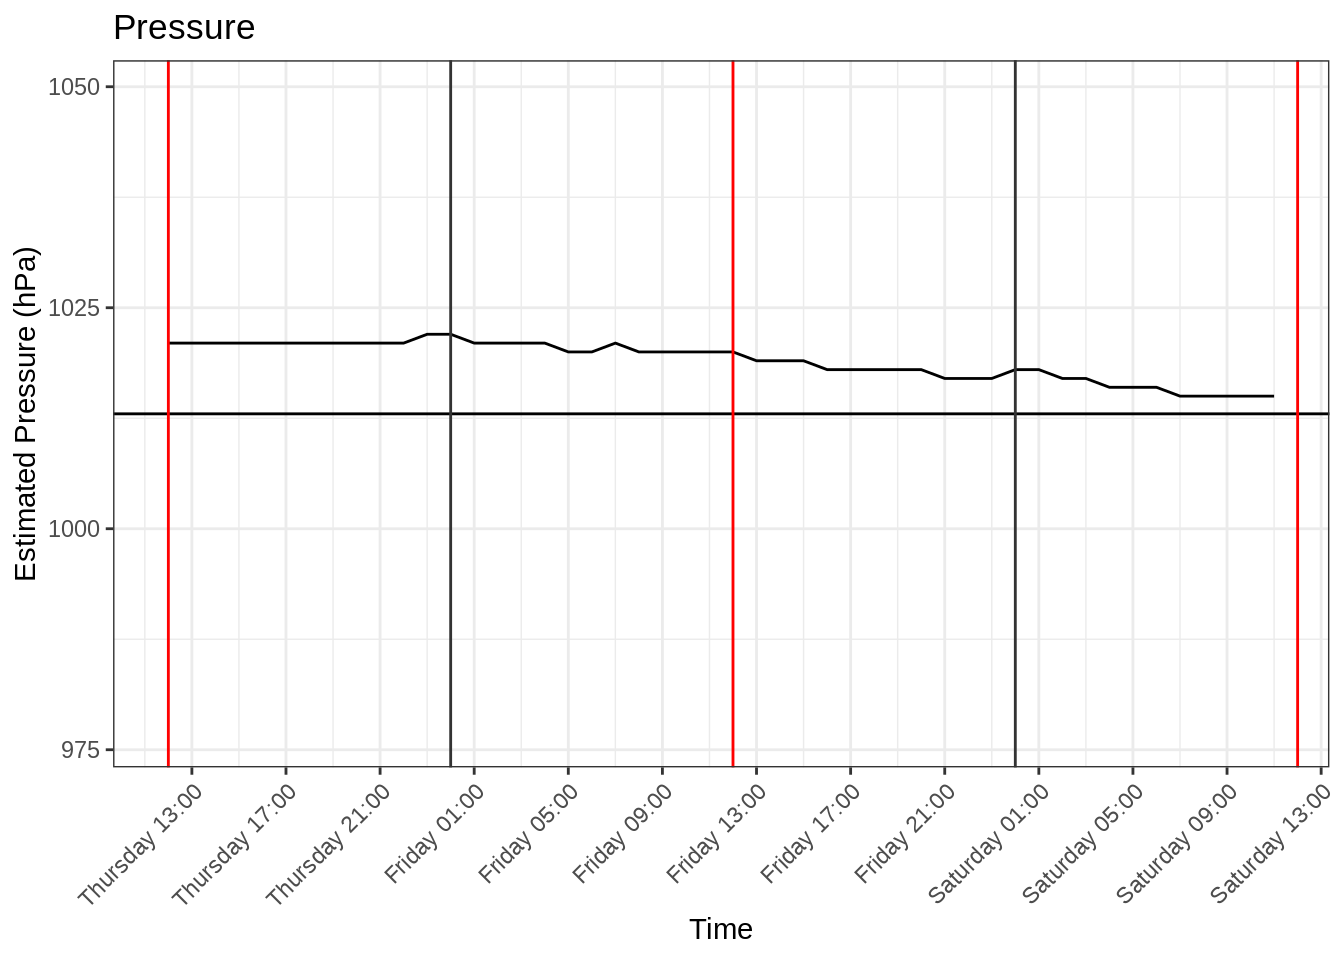 Pressure
Estimated Pressure (hPa)
1050
1025
1000
975
Thursday 13:00
Thursday 17:00
Thursday 21:00
Friday 01:00
Friday 05:00
Friday 09:00
Friday 13:00
Friday 17:00
Friday 21:00
Saturday 01:00
Saturday 05:00
Saturday 09:00
Saturday 13:00
Time